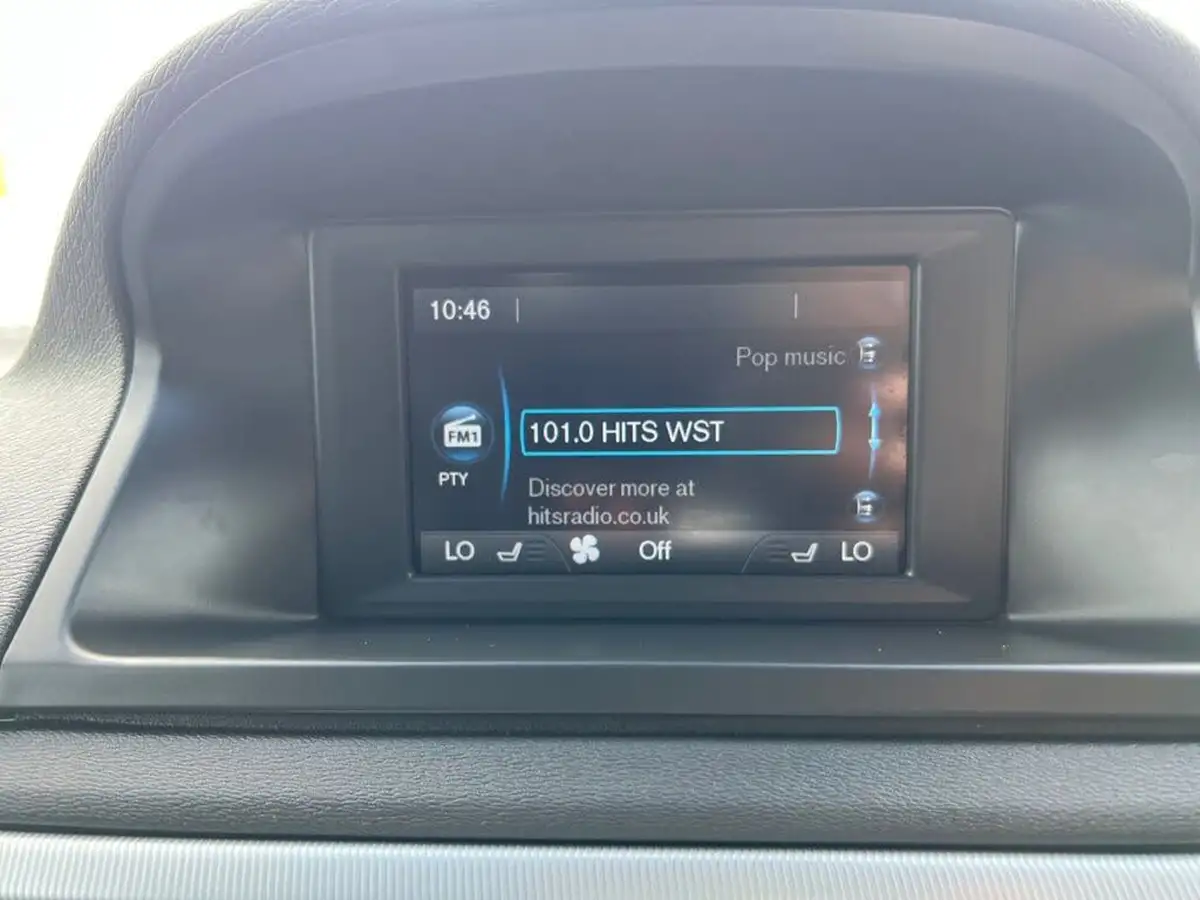 10:46
Pop music
FM1
101.0 HITS WST
PTY
Discover more at
hitsradio.co.uk
LO Off LO